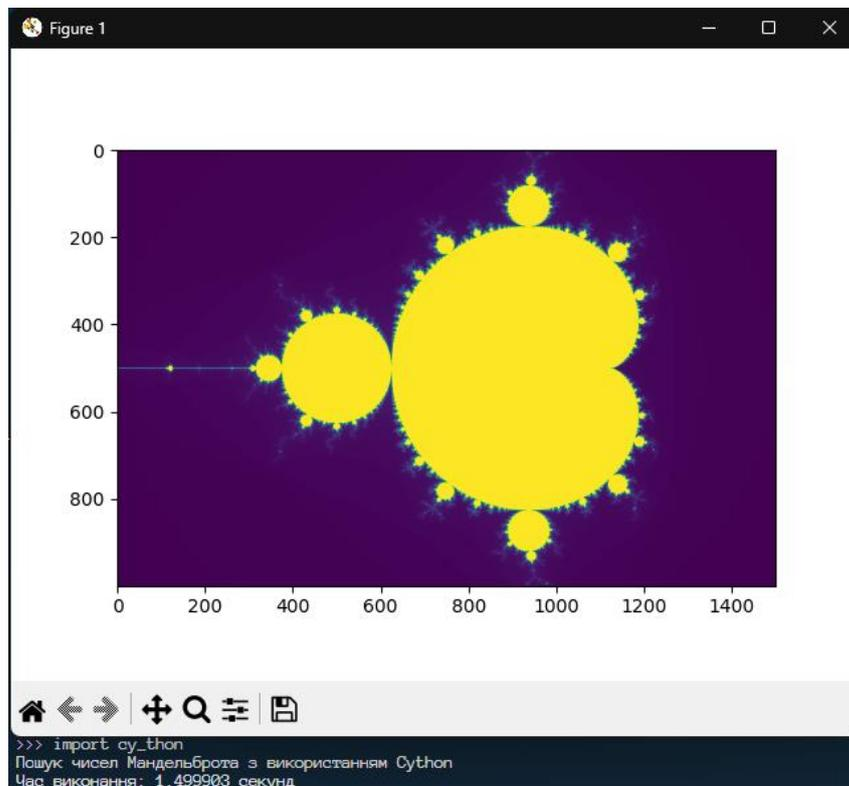 Figure 1
0
200
400
600
800
0 200 400 600 800 1000 1200 1400
>>> import cy_thon
Пошук чисел Мандельброта з використанням Cython
Час виконання: 1.499903 секунд